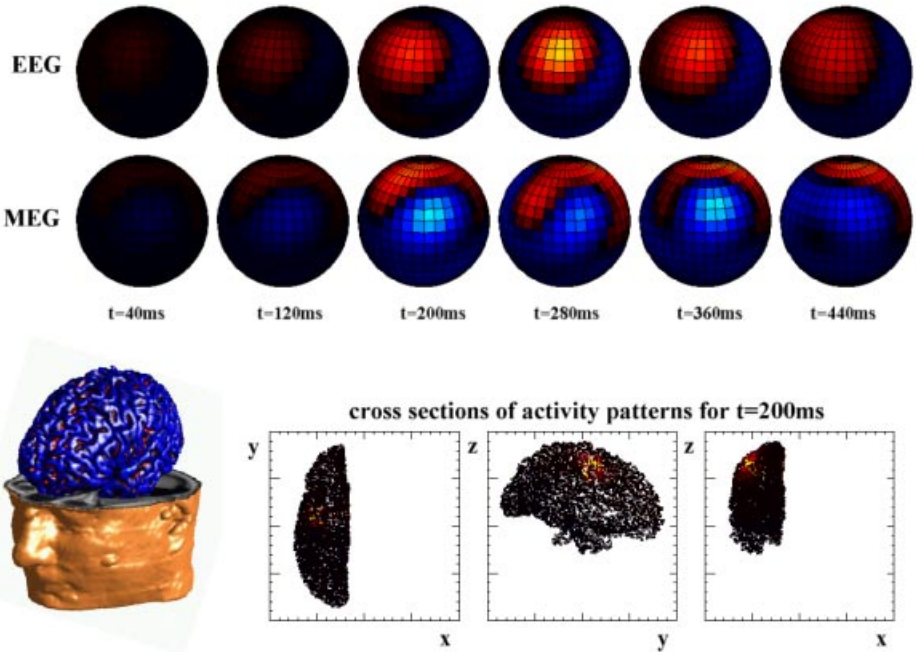 EEG
MEG
t=40ms t=120ms t=200ms t=280ms t=360ms t=440ms
cross sections of activity patterns for t=200ms
y z z
x y x